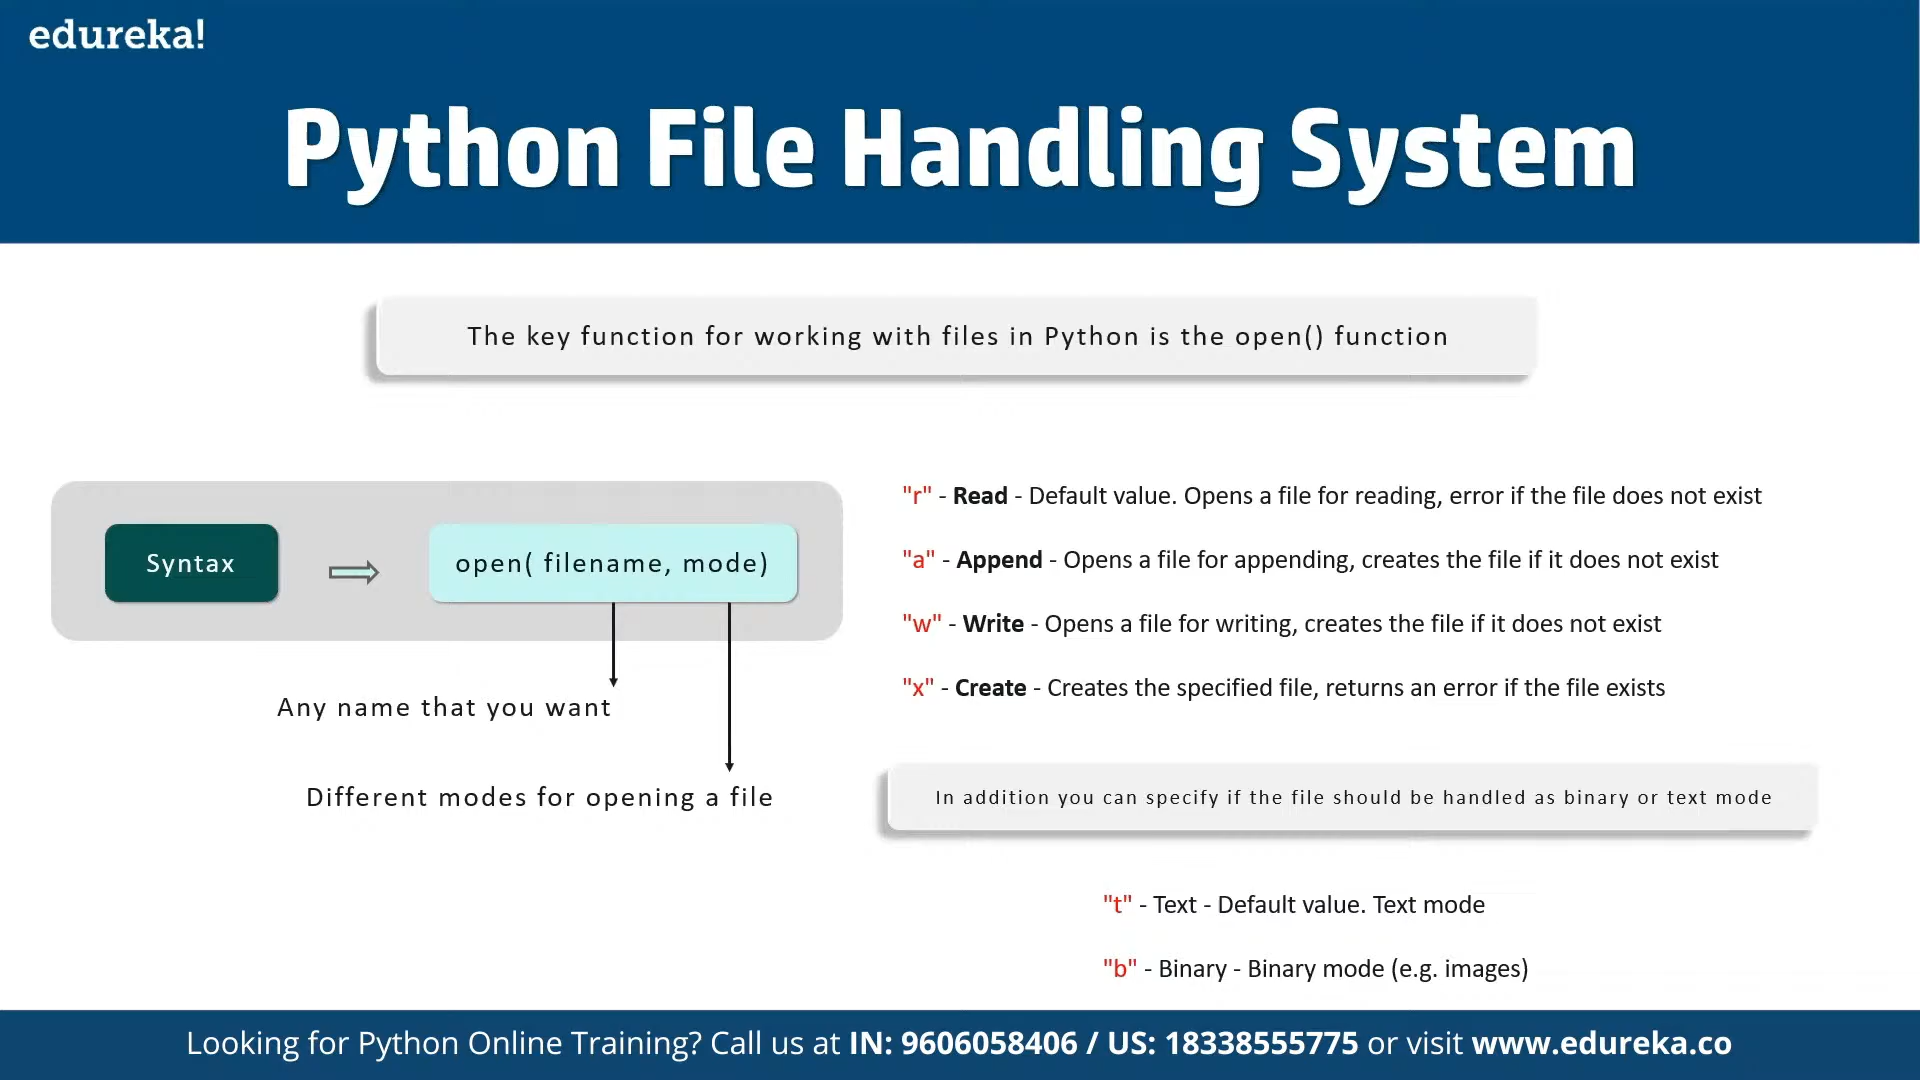 edureka!
Python File Handling System
The key function for working with files in Python is the open() function
Syntax
open( filename, mode)
Any name that you want
Different modes for opening a file
"r" - Read - Default value. Opens a file for reading, error if the file does not exist
"a" - Append - Opens a file for appending, creates the file if it does not exist
"w" - Write - Opens a file for writing, creates the file if it does not exist
"x" - Create - Creates the specified file, returns an error if the file exists
In addition you can specify if the file should be handled as binary or text mode
"t" - Text - Default value. Text mode
"b" - Binary - Binary mode (e.g. images)
Looking for Python Online Training? Call us at IN: 9606058406 / US: 18338555775 or visit www.edureka.co